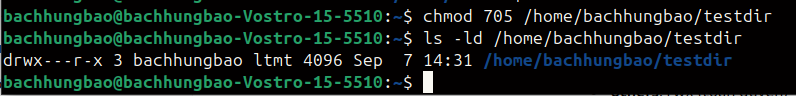 bachhungbao@bachhungbao-Vostro-15-5510:~$ chmod 705 /home/bachhungbao/testdir
bachhungbao@bachhungbao-Vostro-15-5510:~$ ls -ld /home/bachhungbao/testdir
drwx---r-x 3 bachhungbao ltmt 4096 Sep  7 14:31 /home/bachhungbao/testdir
bachhungbao@bachhungbao-Vostro-15-5510:~$